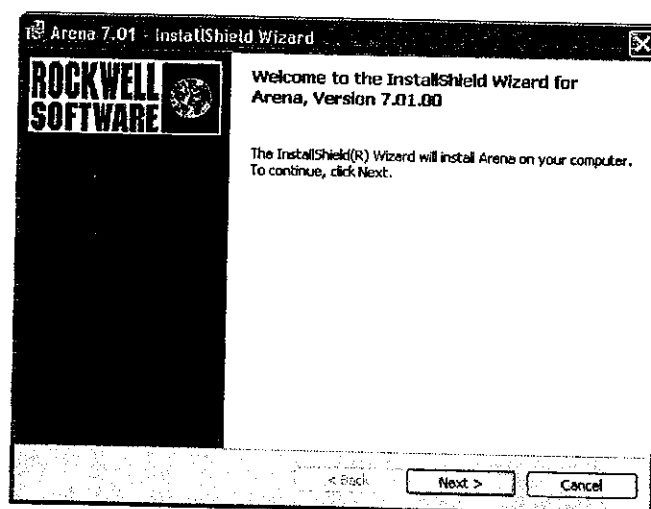 Arena 7.01 - InstallShield Wizard
ROCKWELL
SOFTWARE
Welcome to the InstallShield Wizard for
Arena, Version 7.01.00
The InstallShield(R) Wizard will install Arena on your computer.
To continue, click Next.
< Back
Next >
Cancel